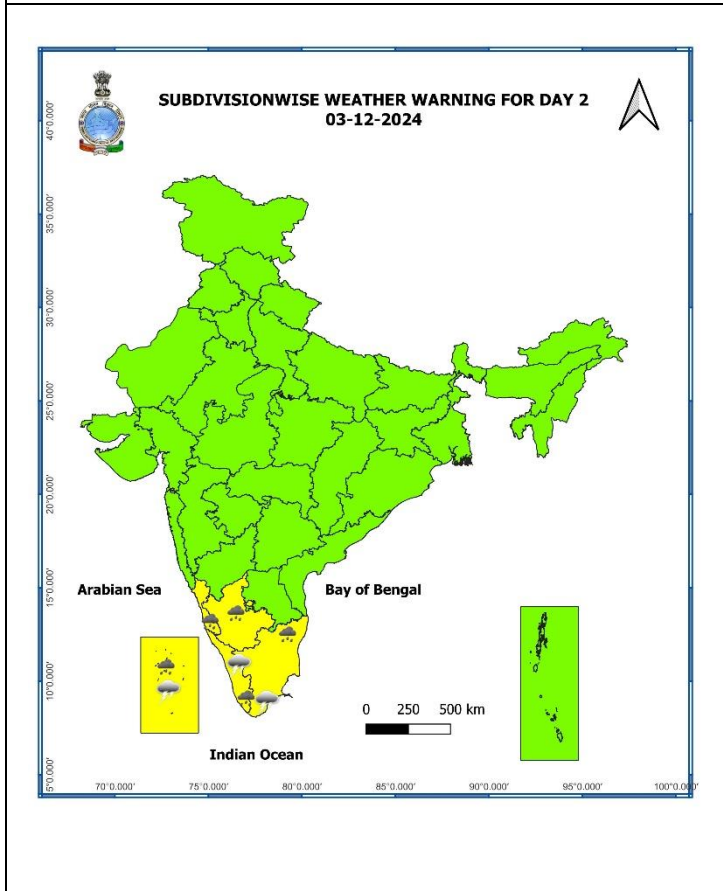 SUBDIVISIONWISE WEATHER WARNING FOR DAY 2
03-12-2024
40°0.000'
35°0.000'
30°0.000'
25°0.000'
20°0.000'
15°0.000'
10°0.000'
5°0.000'
Arabian Sea
Bay of Bengal
0 250 500 km
Indian Ocean
70°0.000' 75°0.000' 80°0.000' 85°0.000' 90°0.000' 95°0.000' 100°0.000'